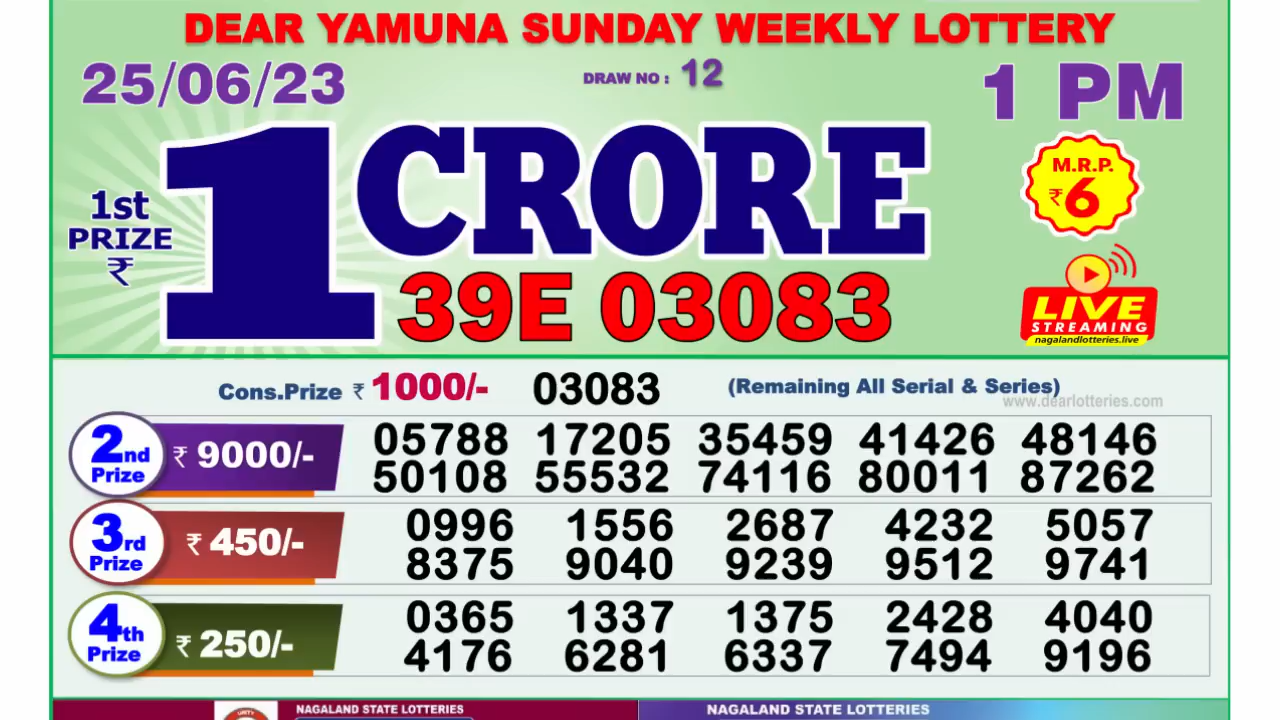 DEAR YAMUNA SUNDAY WEEKLY LOTTERY
25/06/23 DRAW NO : 12 1 PM
1st PRIZE ₹ 1 CRORE
39E 03083
M.R.P.
₹6
LIVE
STREAMING
nagalandlotteries.live
Cons.Prize ₹ 1000/- 03083 (Remaining All Serial & Series)
www.dearlotteries.com
2nd Prize ₹ 9000/-
05788 17205 35459 41426 48146
50108 55532 74116 80011 87262
3rd Prize ₹ 450/-
0996 1556 2687 4232 5057
8375 9040 9239 9512 9741
4th Prize ₹ 250/-
0365 1337 1375 2428 4040
4176 6281 6337 7494 9196
NAGALAND STATE LOTTERIES NAGALAND STATE LOTTERIES